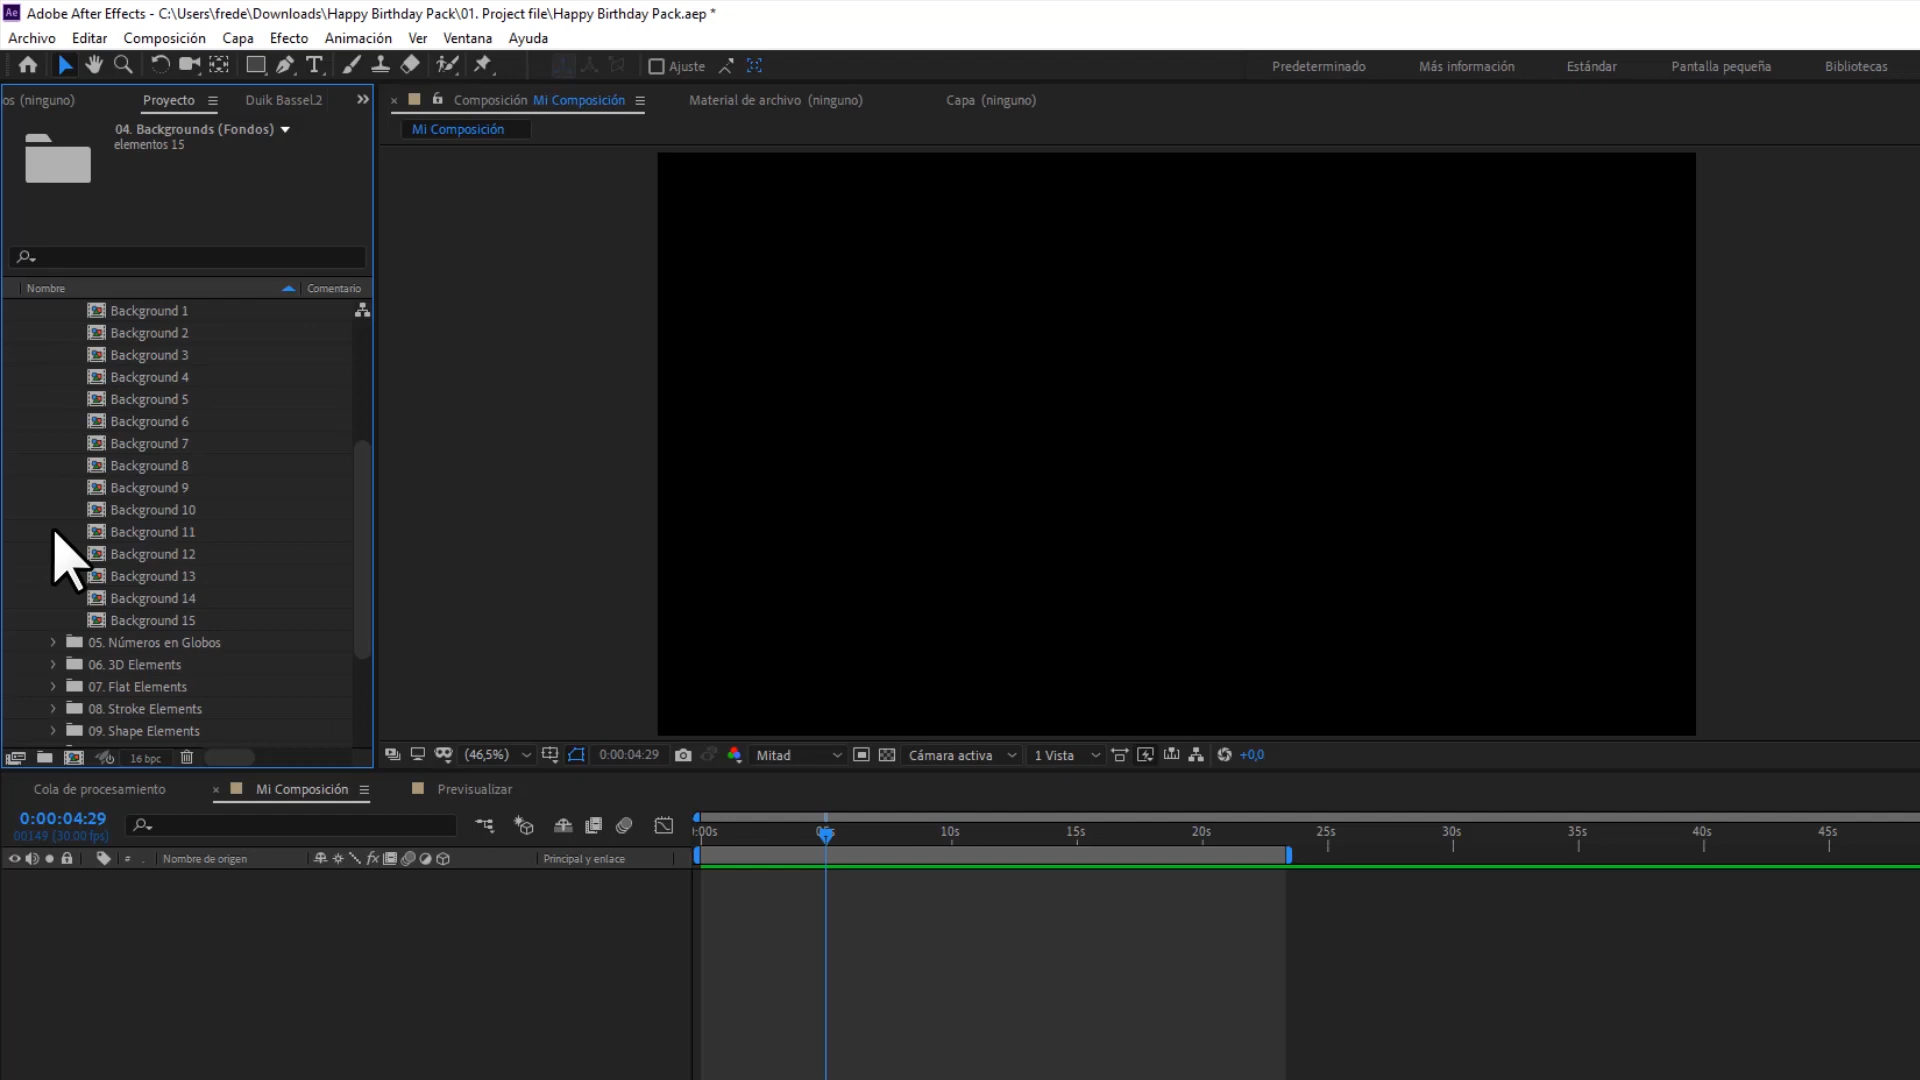 Ae Adobe After Effects - C:\Users\frede\Downloads\Happy Birthday Pack\01. Project file\Happy Birthday Pack.aep *
Archivo Editar Composición Capa Efecto Animación Ver Ventana Ayuda
Ajuste Predeterminado Más información Estándar Pantalla pequeña Bibliotecas
os (ninguno) Proyecto Duik Bassel.2 Composición Mi Composición Material de archivo (ninguno) Capa (ninguno)
04. Backgrounds (Fondos) Mi Composición
elementos 15
Nombre Comentario
Background 1
Background 2
Background 3
Background 4
Background 5
Background 6
Background 7
Background 8
Background 9
Background 10
Background 11
Background 12
Background 13
Background 14
Background 15
05. Números en Globos
06. 3D Elements
07. Flat Elements
08. Stroke Elements
09. Shape Elements
16 bpc (46,5%) 0:00:04:29 Mitad Cámara activa 1 Vista +0,0
Cola de procesamiento Mi Composición Previsualizar
0:00:04:29
00149 (30.00 fps)
:00s 05s 10s 15s 20s 25s 30s 35s 40s 45s
# Nombre de origen fx Principal y enlace